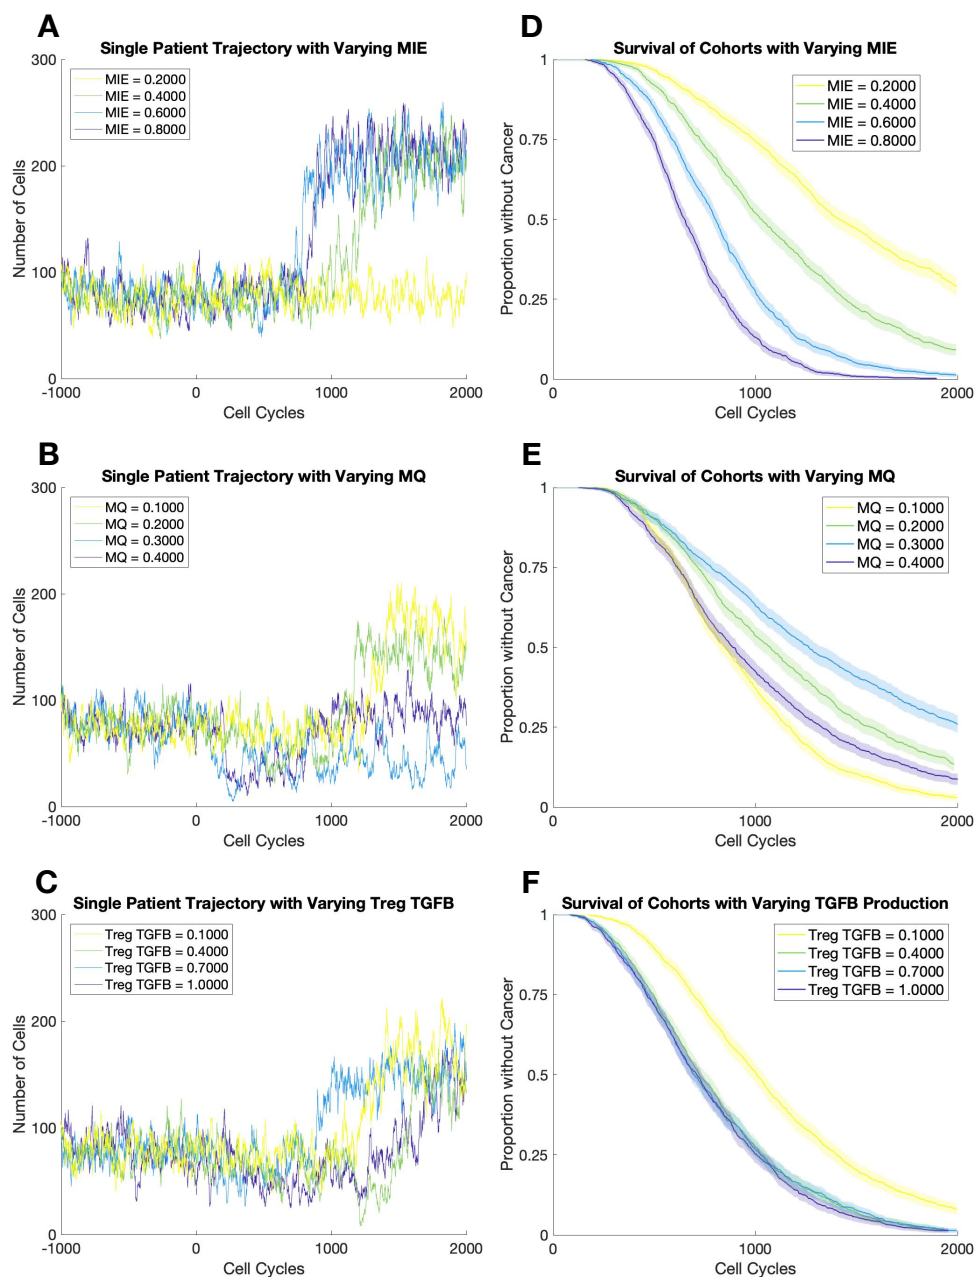 A
Single Patient Trajectory with Varying MIE
300
200
100
0
Number of Cells
MIE = 0.2000
MIE = 0.4000
MIE = 0.6000
MIE = 0.8000
-1000
0
1000
2000
Cell Cycles
D
Survival of Cohorts with Varying MIE
1
0.75
0.5
0.25
0
Proportion without Cancer
MIE = 0.2000
MIE = 0.4000
MIE = 0.6000
MIE = 0.8000
0
1000
2000
Cell Cycles
B
Single Patient Trajectory with Varying MQ
300
200
100
0
Number of Cells
MQ = 0.1000
MQ = 0.2000
MQ = 0.3000
MQ = 0.4000
-1000
0
1000
2000
Cell Cycles
E
Survival of Cohorts with Varying MQ
1
0.75
0.5
0.25
0
Proportion without Cancer
MQ = 0.1000
MQ = 0.2000
MQ = 0.3000
MQ = 0.4000
0
1000
2000
Cell Cycles
C
Single Patient Trajectory with Varying Treg TGFB
300
200
100
0
Number of Cells
Treg TGFB = 0.1000
Treg TGFB = 0.4000
Treg TGFB = 0.7000
Treg TGFB = 1.0000
-1000
0
1000
2000
Cell Cycles
F
Survival of Cohorts with Varying TGFB Production
1
0.75
0.5
0.25
0
Proportion without Cancer
Treg TGFB = 0.1000
Treg TGFB = 0.4000
Treg TGFB = 0.7000
Treg TGFB = 1.0000
0
1000
2000
Cell Cycles